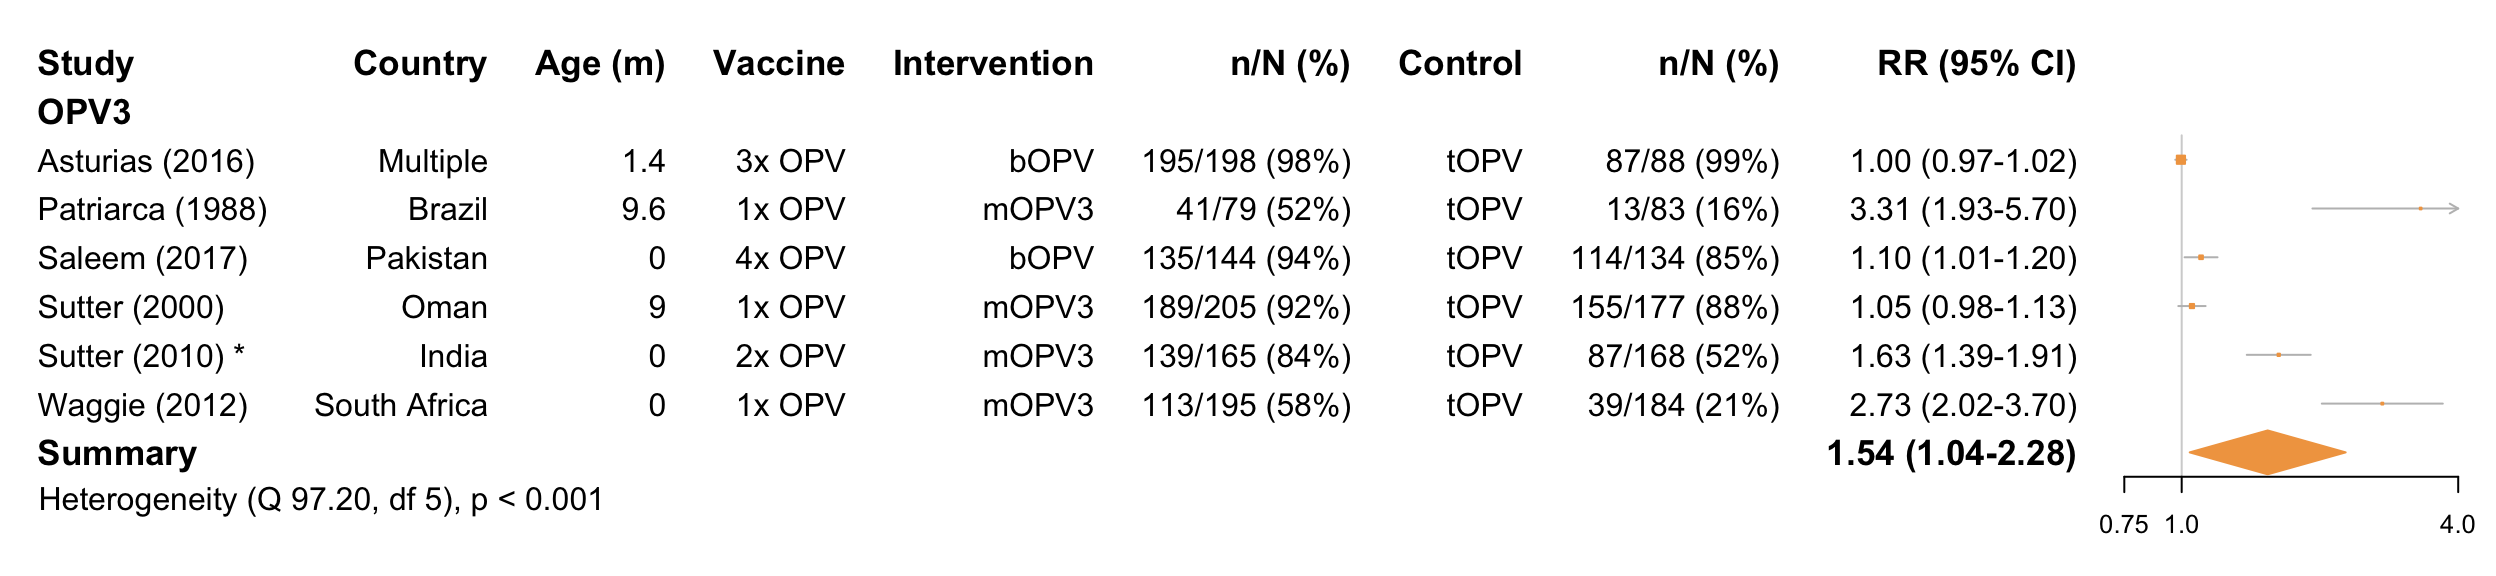 Study Country Age (m) Vaccine Intervention n/N (%) Control n/N (%) RR (95% CI)
OPV3
Asturias (2016) Multiple 1.4 3x OPV bOPV 195/198 (98%) tOPV 87/88 (99%) 1.00 (0.97-1.02)
Patriarca (1988) Brazil 9.6 1x OPV mOPV3 41/79 (52%) tOPV 13/83 (16%) 3.31 (1.93-5.70)
Saleem (2017) Pakistan 0 4x OPV bOPV 135/144 (94%) tOPV 114/134 (85%) 1.10 (1.01-1.20)
Sutter (2000) Oman 9 1x OPV mOPV3 189/205 (92%) tOPV 155/177 (88%) 1.05 (0.98-1.13)
Sutter (2010) * India 0 2x OPV mOPV3 139/165 (84%) tOPV 87/168 (52%) 1.63 (1.39-1.91)
Waggie (2012) South Africa 0 1x OPV mOPV3 113/195 (58%) tOPV 39/184 (21%) 2.73 (2.02-3.70)
Summary 1.54 (1.04-2.28)
Heterogeneity (Q 97.20, df 5), p < 0.001
0.75 1.0 4.0